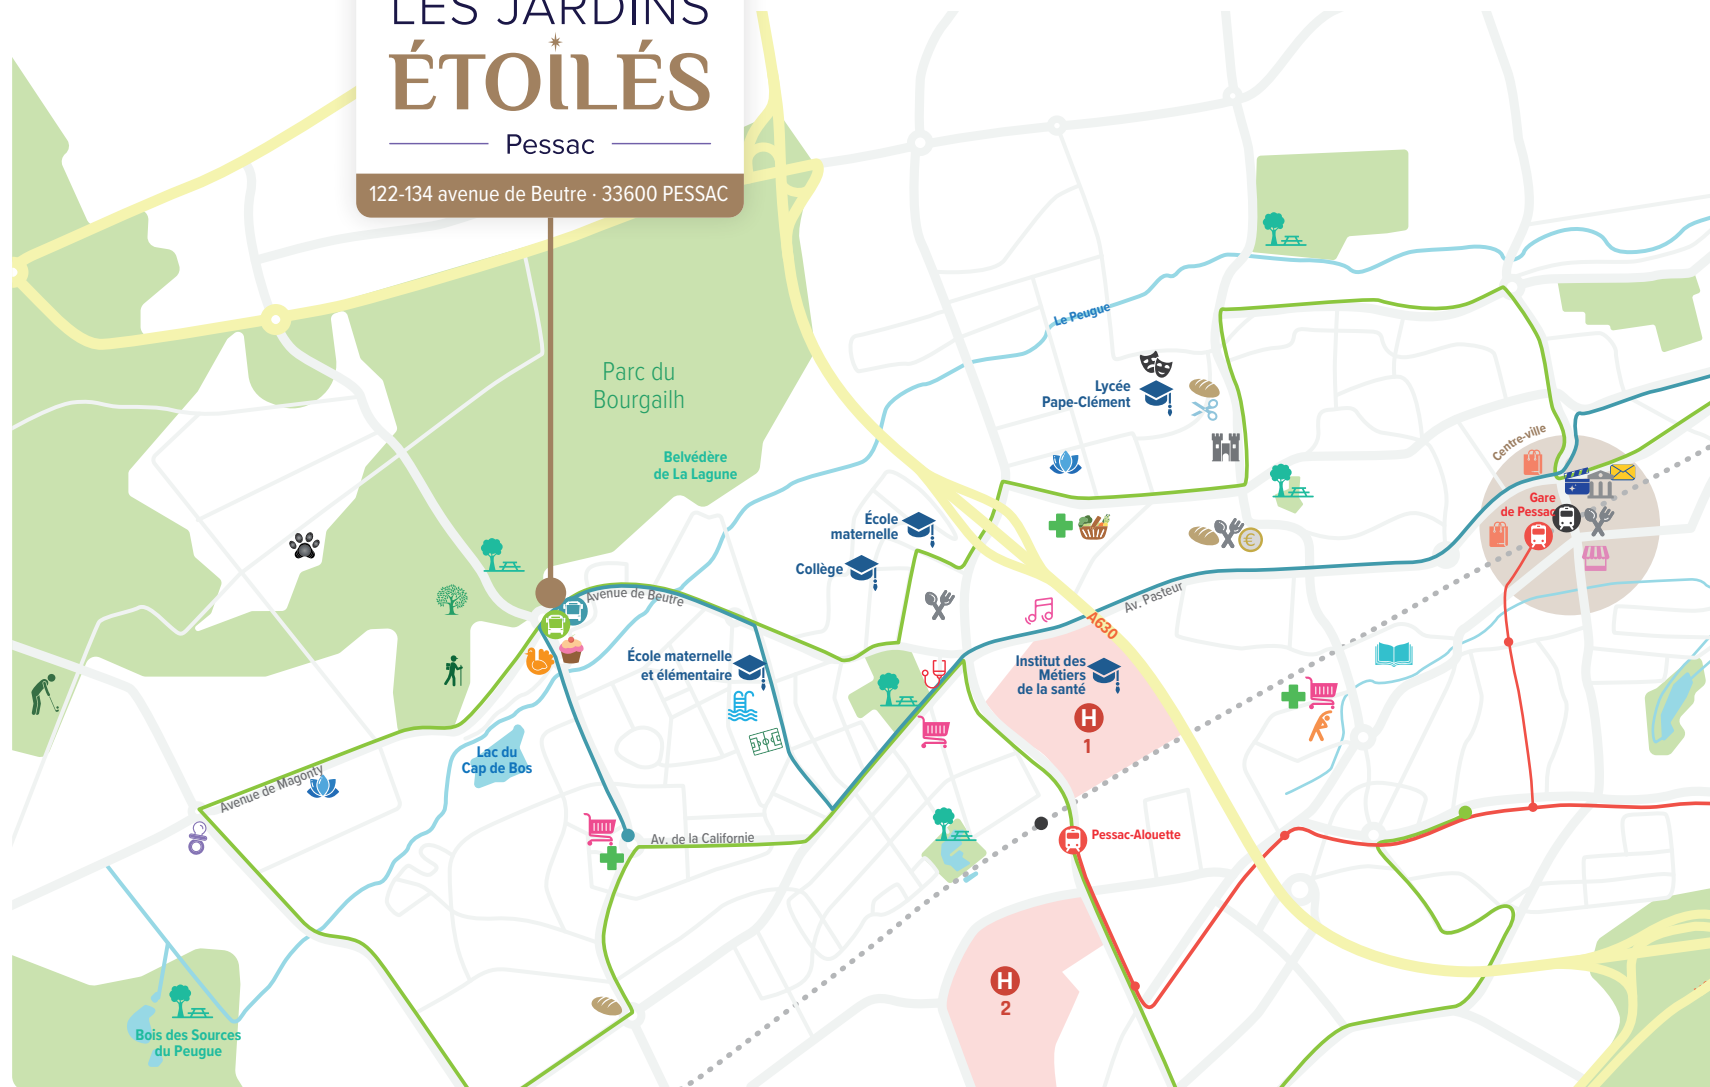 LES JARDINS
ÉTOILÉS
Pessac
122-134 avenue de Beutre · 33600 PESSAC
Parc du
Bourgailh
Belvédère
de La Lagune
Le Peugue
Lycée
Pape-Clément
Centre-ville
Gare
de Pessac
€
École
maternelle
Collège
Avenue de Beutre
Av. Pasteur
A630
École maternelle
et élémentaire
Institut des
Métiers
de la santé
H
1
Lac du
Cap de Bos
Avenue de Magonty
Av. de la Californie
Pessac-Alouette
H
2
Bois des Sources
du Peugue